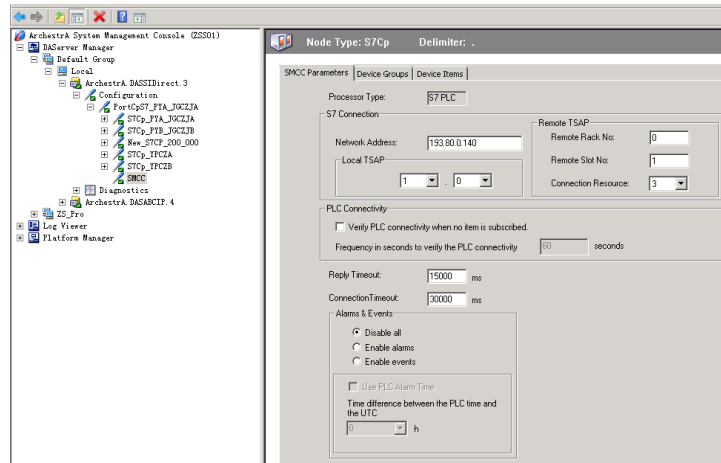 ArchestrA System Management Console (ZSS01)
DAServer Manager
Default Group
Local
ArchestrA.DASSIDirect.3
Configuration
PortCpS7_PYA_JGCZJA
S7Cp_PYA_JGCZJA
S7Cp_PYB_JGCZJB
New_S7CP_200_000
S7Cp_YPCZA
S7Cp_YPCZB
SMCC
Diagnostics
ArchestrA.DASABCIP.4
ZS_Pro
Log Viewer
Platform Manager
Node Type: S7Cp Delimiter: .
SMCC Parameters Device Groups Device Items
Processor Type: S7 PLC
S7 Connection
Network Address: 193.80.0.140
Local TSAP
1 . 0
Remote TSAP
Remote Rack No: 0
Remote Slot No: 1
Connection Resource: 3
PLC Connectivity
Verify PLC connectivity when no item is subscribed.
Frequency in seconds to verify the PLC connectivity 60 seconds
Reply Timeout: 15000 ms
ConnectionTimeout: 30000 ms
Alarms & Events
Disable all
Enable alarms
Enable events
Use PLC Alarm Time
Time difference between the PLC time and
the UTC
0 h